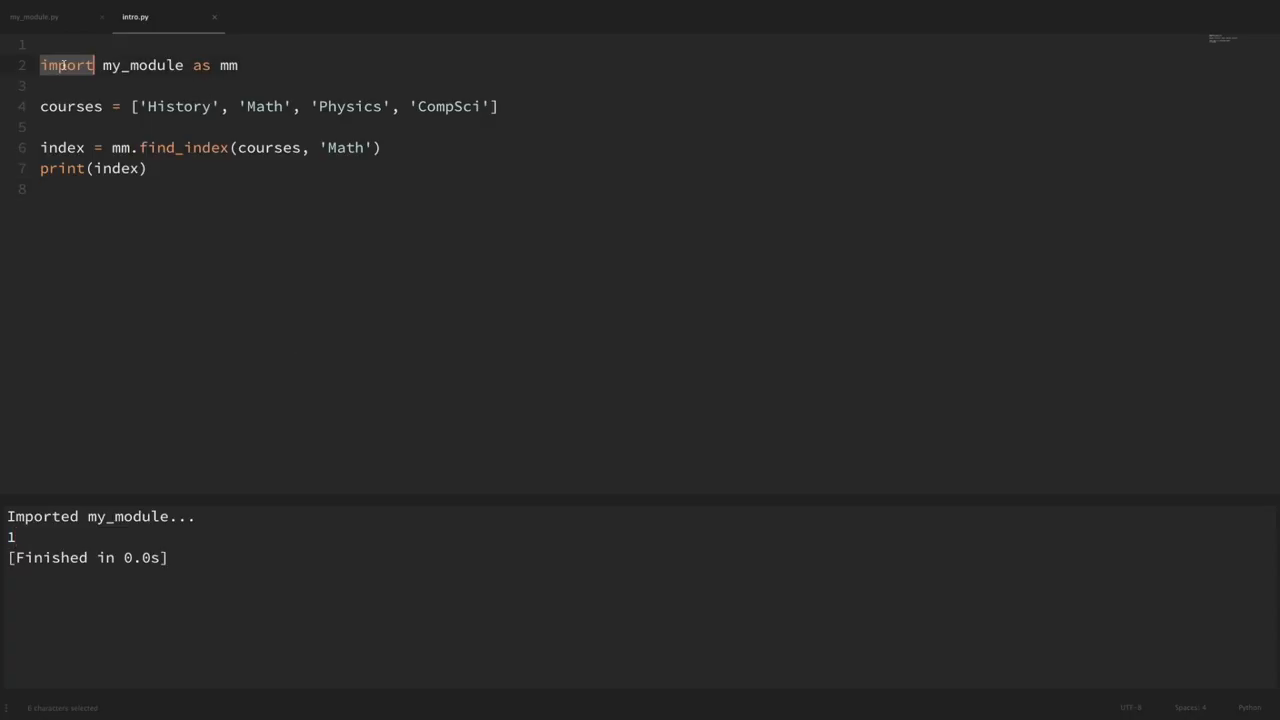 my_module.py × intro.py ×
1
2 import my_module as mm
3
4 courses = ['History', 'Math', 'Physics', 'CompSci']
5
6 index = mm.find_index(courses, 'Math')
7 print(index)
8
Imported my_module...
1
[Finished in 0.0s]
6 characters selected UTF-8 Spaces: 4 Python